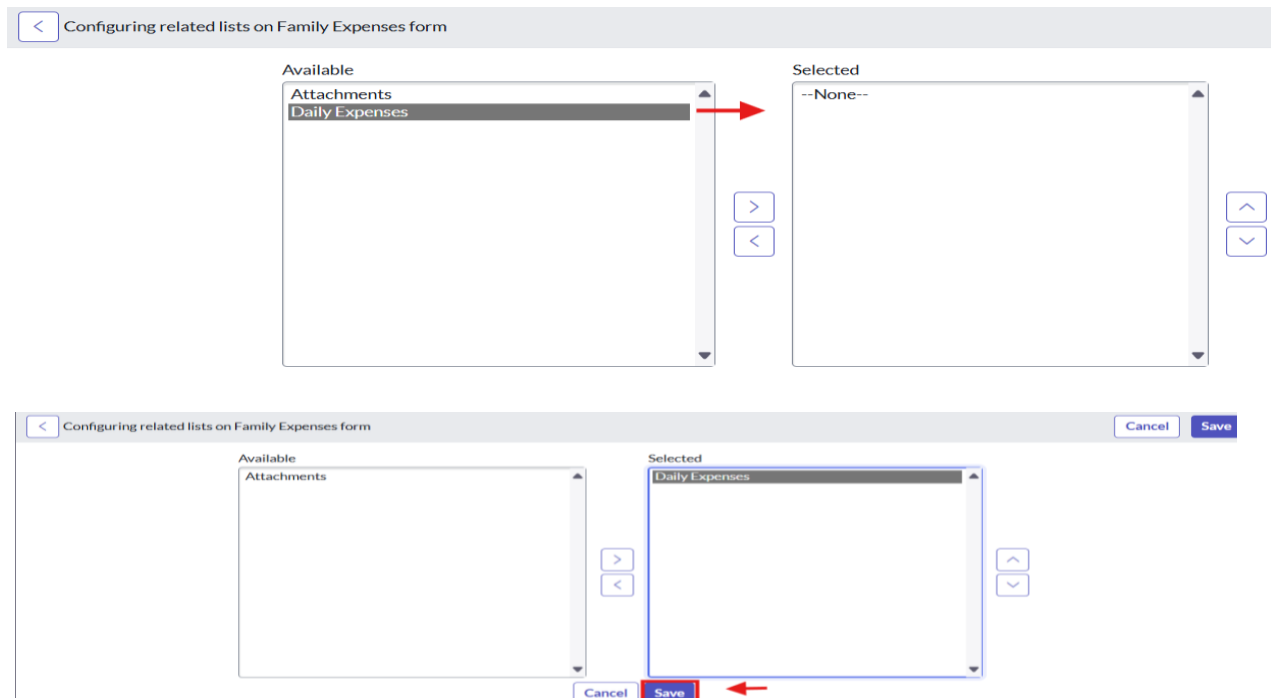 Configuring related lists on Family Expenses form
Available
Selected
Attachments
--None--
Daily Expenses
Configuring related lists on Family Expenses form
Cancel
Save
Available
Selected
Attachments
Daily Expenses
Cancel
Save